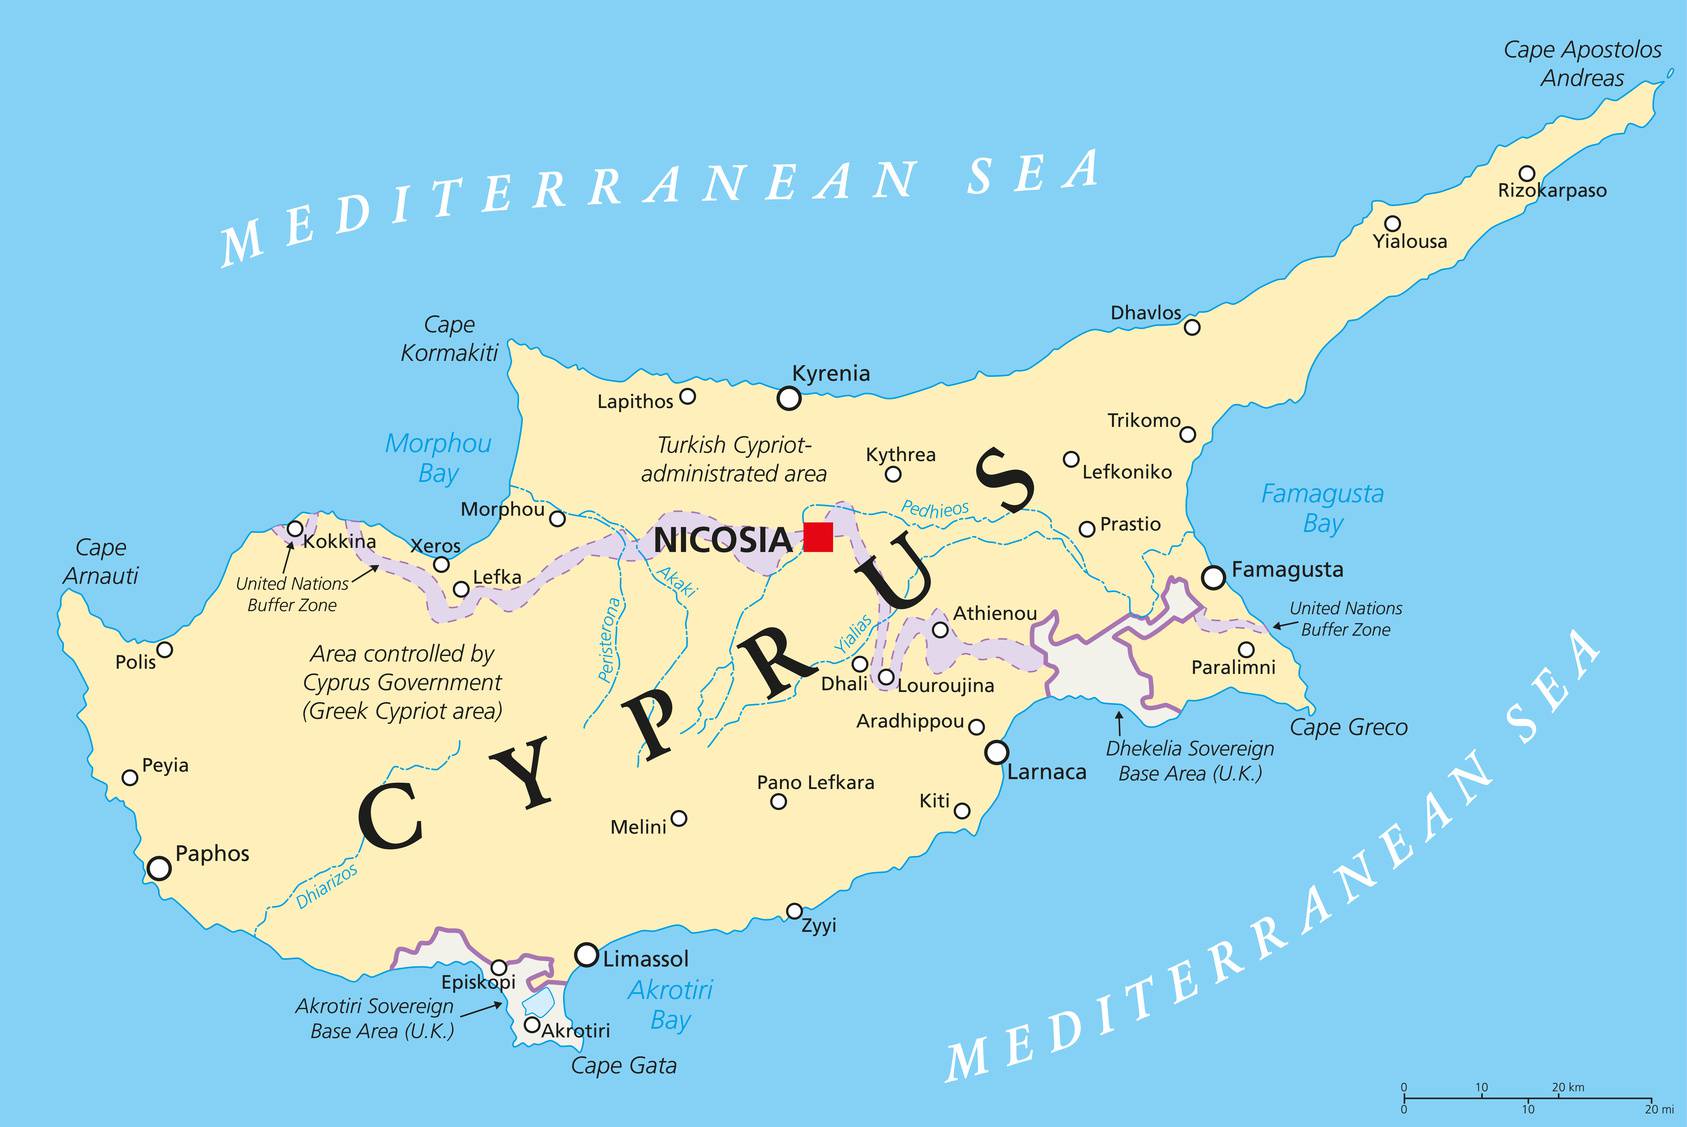 Cape Apostolos
Andreas
MEDITERRANEAN SEA
Rizokarpaso
Yialousa
Dhavlos
Cape
Kormakiti
Kyrenia
Lapithos
Trikomo
Morphou
Bay
Turkish Cypriot-
administrated area
Kythrea
Lefkoniko
Famagusta
Bay
Morphou
Pedhieos
Prastio
NICOSIA
Kokkina
Xeros
Cape
Arnauti
Lefka
Akaki
Famagusta
United Nations
Buffer Zone
United Nations
Buffer Zone
Athienou
Peristerona
Yialias
Polis
Area controlled by
Cyprus Government
(Greek Cypriot area)
Paralimni
Dhali
Louroujina
CYPRUS
Aradhippou
Cape Greco
Dhekelia Sovereign
Base Area (U.K.)
Larnaca
Peyia
Pano Lefkara
Kiti
Melini
Paphos
Dhiarizos
Zyyi
Limassol
Episkopi
Akrotiri
Bay
Akrotiri Sovereign
Base Area (U.K.)
Akrotiri
Cape Gata
MEDITERRANEAN SEA
0 10 20 km
0 10 20 mi